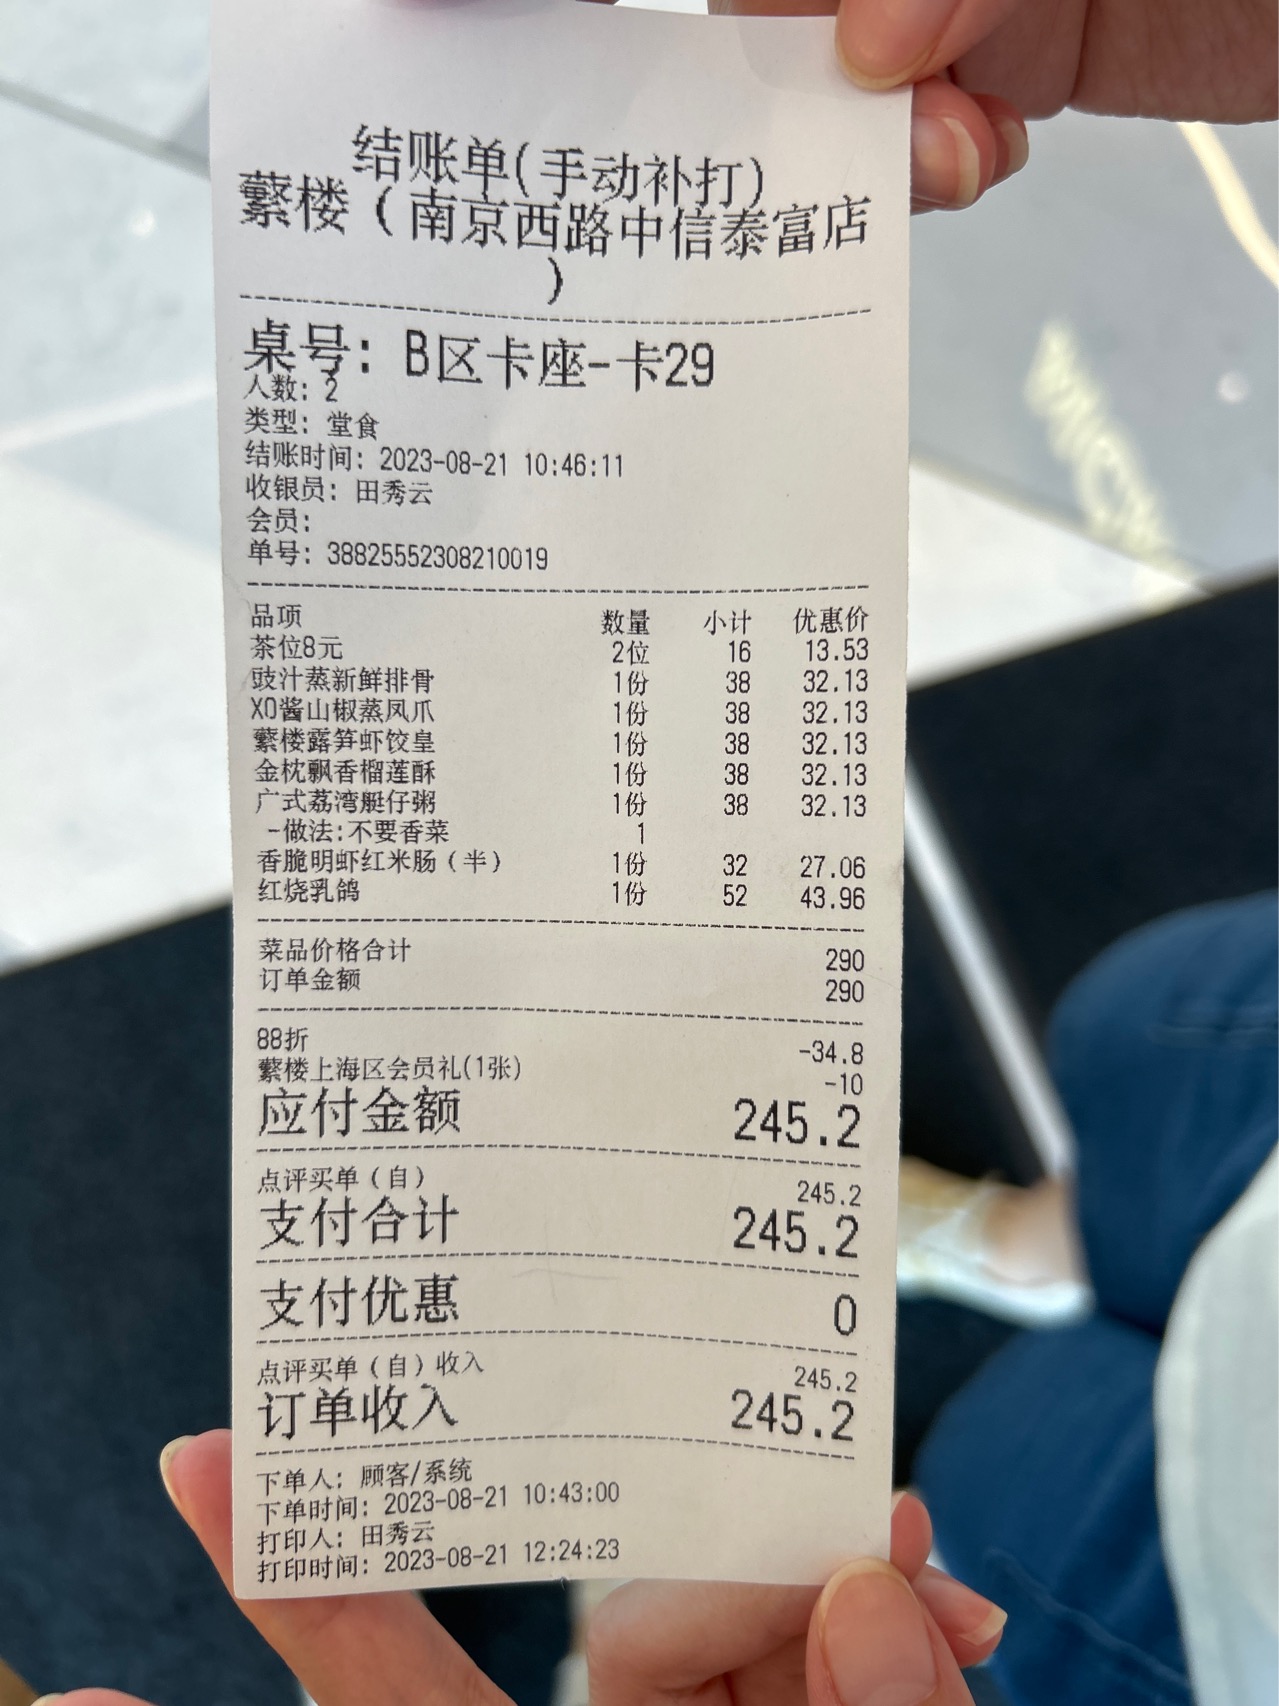 结账单(手动补打)
蘩楼（南京西路中信泰富店
）
桌号: B区卡座-卡29
人数: 2
类型: 堂食
结账时间: 2023-08-21 10:46:11
收银员: 田秀云
会员:
单号: 38825552308210019
品项 数量 小计 优惠价
茶位8元 2位 16 13.53
豉汁蒸新鲜排骨 1份 38 32.13
XO酱山椒蒸凤爪 1份 38 32.13
蘩楼露笋虾饺皇 1份 38 32.13
金枕飘香榴莲酥 1份 38 32.13
广式荔湾艇仔粥 1份 38 32.13
-做法:不要香菜 1
香脆明虾红米肠（半） 1份 32 27.06
红烧乳鸽 1份 52 43.96
菜品价格合计 290
订单金额 290
88折 -34.8
蘩楼上海区会员礼(1张) -10
应付金额 245.2
点评买单（自） 245.2
支付合计 245.2
支付优惠 0
点评买单（自）收入 245.2
订单收入 245.2
下单人: 顾客/系统
下单时间: 2023-08-21 10:43:00
打印人: 田秀云
打印时间: 2023-08-21 12:24:23